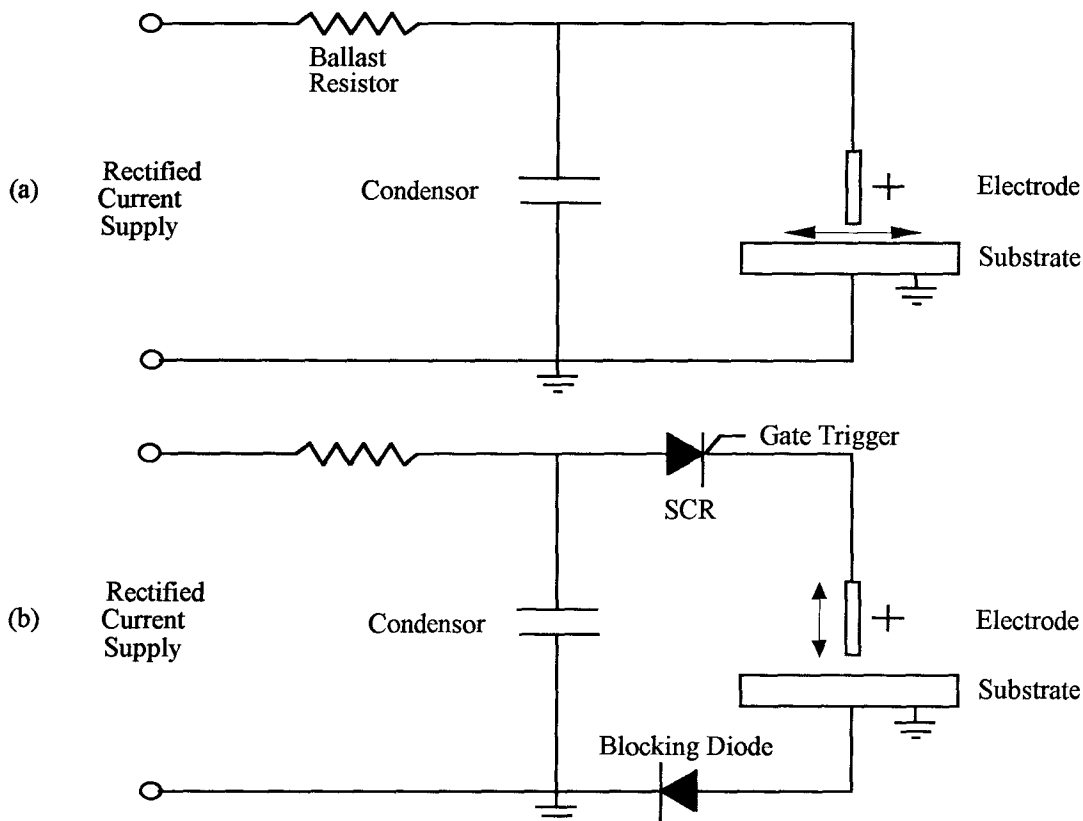 Ballast
Resistor
(a)
Rectified
Current
Supply
Condensor
+
Electrode
Substrate
Gate Trigger
SCR
(b)
Rectified
Current
Supply
Condensor
+
Electrode
Substrate
Blocking Diode